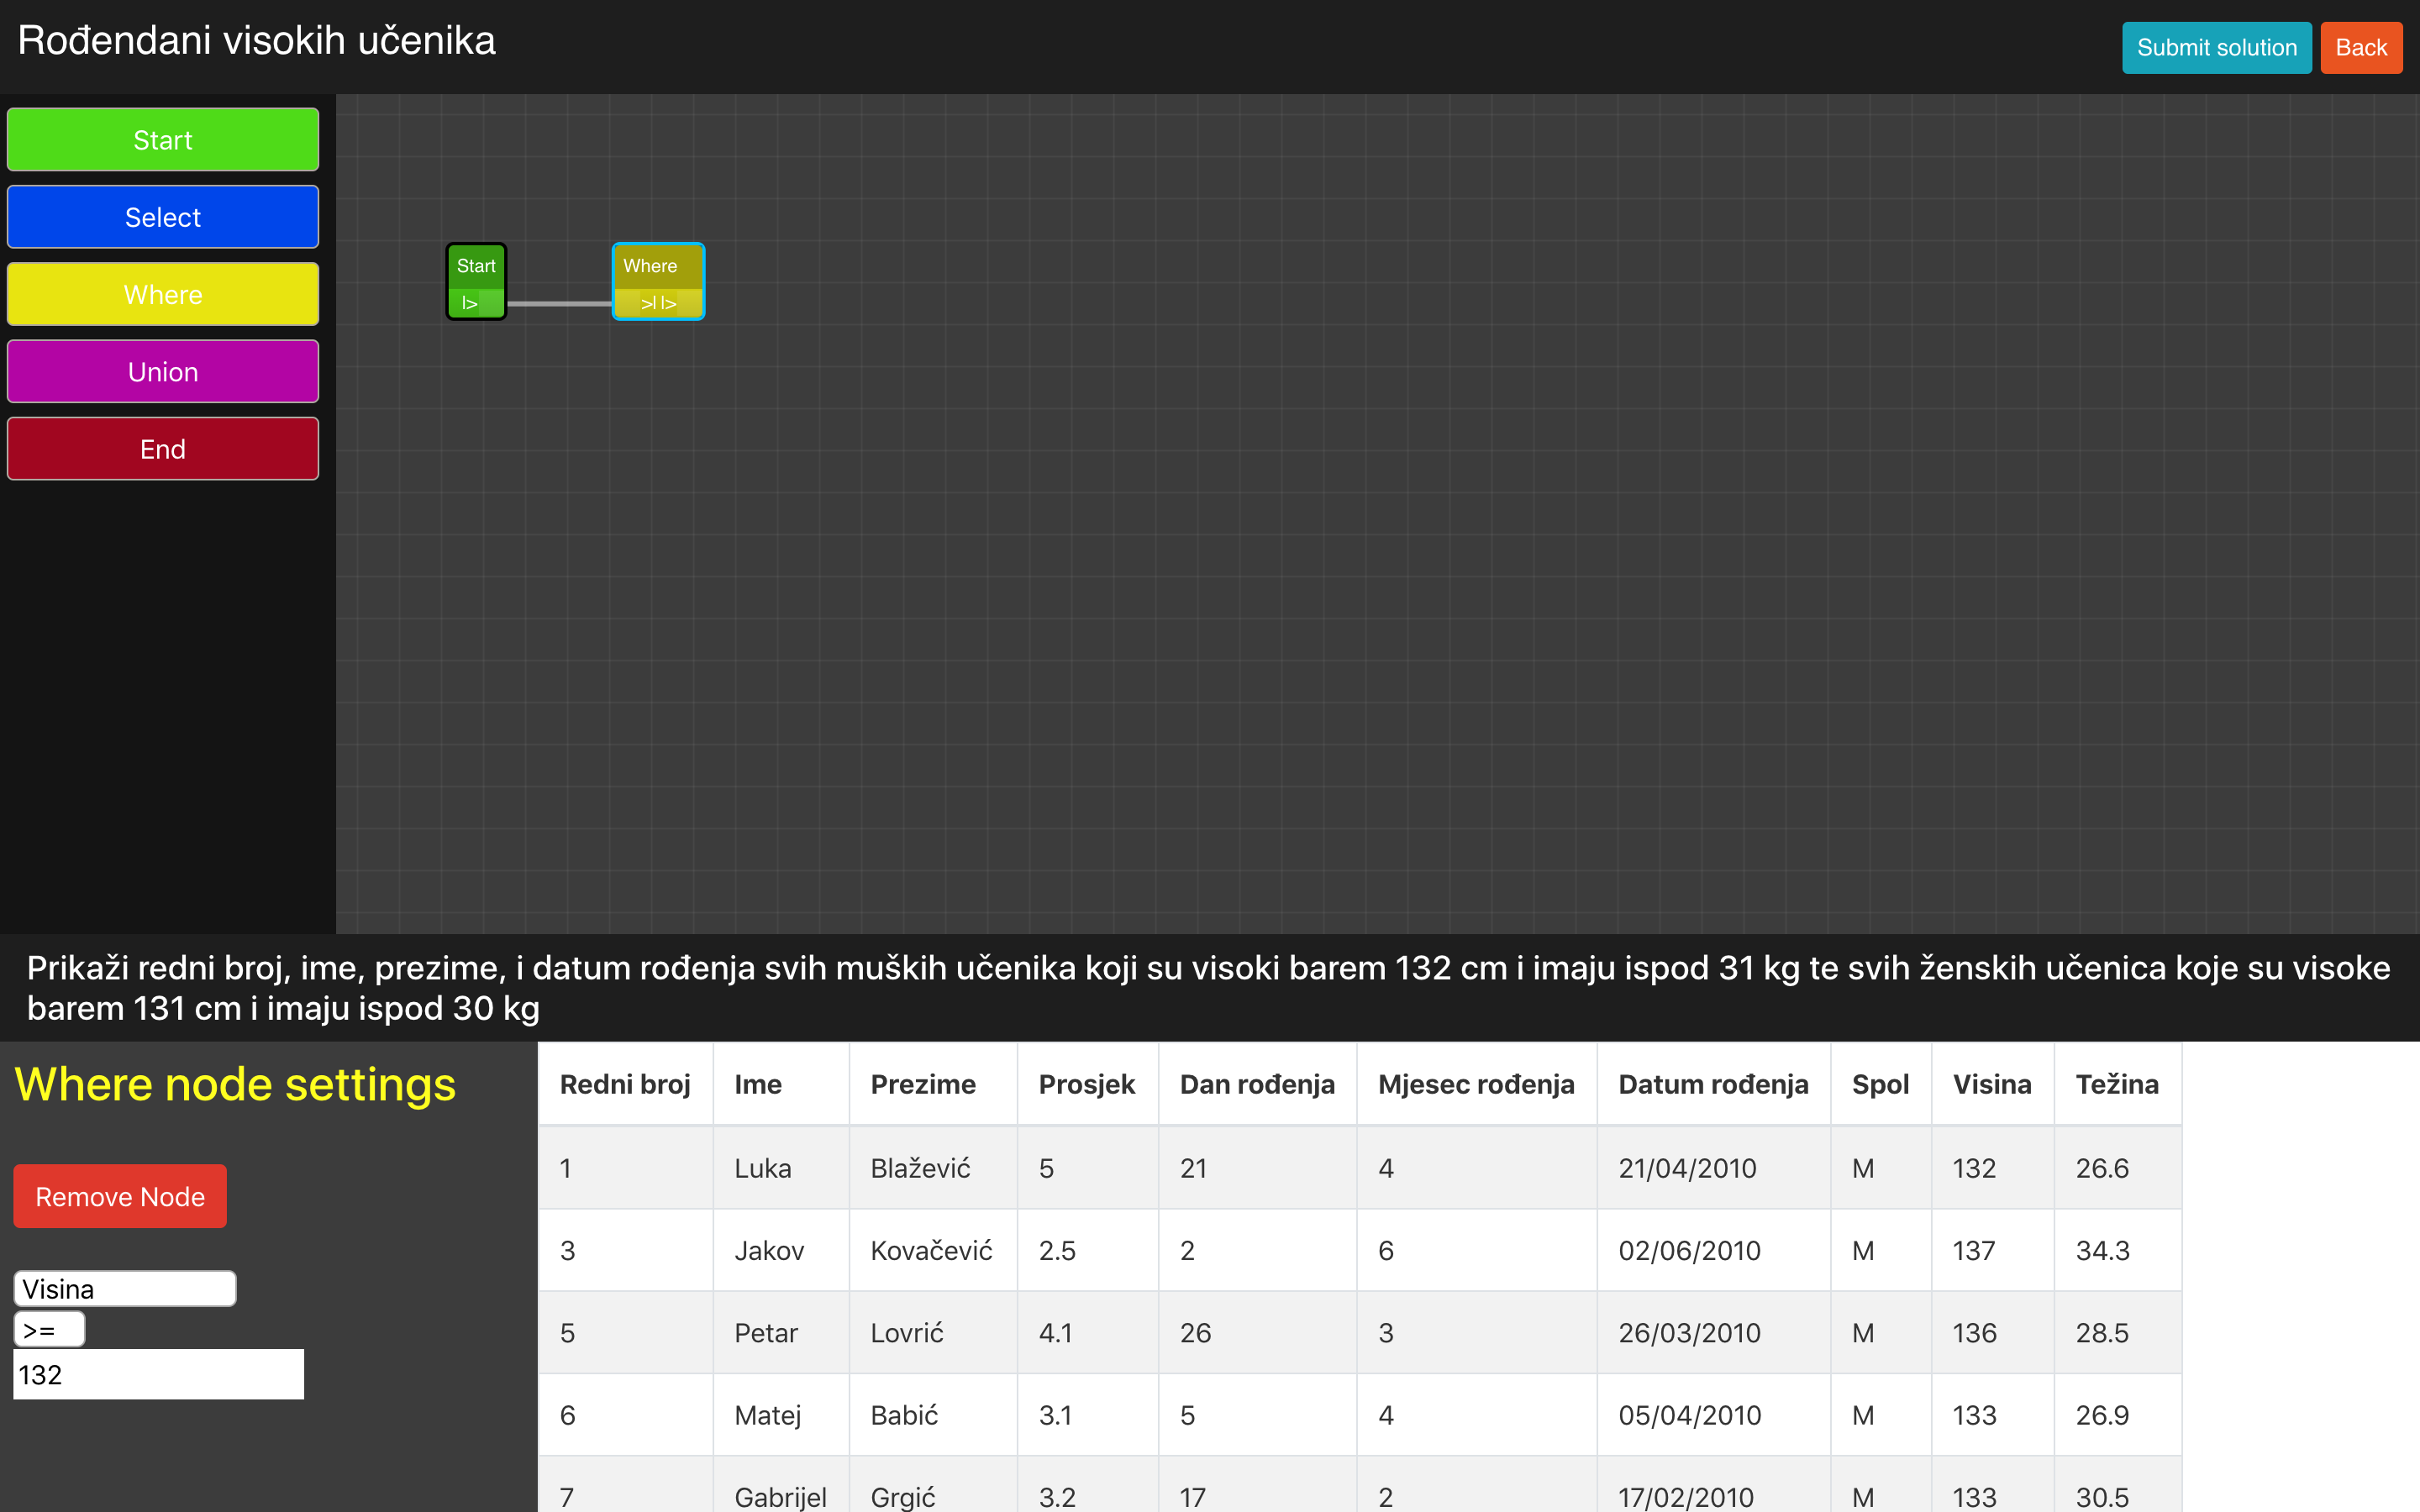 Rođendani visokih učenika
Submit solution
Back
Start
Select
Where
Union
End
Start
|>
Where
>| |>
Prikaži redni broj, ime, prezime, i datum rođenja svih muških učenika koji su visoki barem 132 cm i imaju ispod 31 kg te svih ženskih učenica koje su visoke
barem 131 cm i imaju ispod 30 kg
Where node settings
Remove Node
Visina
>=
132
Redni broj Ime Prezime Prosjek Dan rođenja Mjesec rođenja Datum rođenja Spol Visina Težina
1 Luka Blažević 5 21 4 21/04/2010 M 132 26.6
3 Jakov Kovačević 2.5 2 6 02/06/2010 M 137 34.3
5 Petar Lovrić 4.1 26 3 26/03/2010 M 136 28.5
6 Matej Babić 3.1 5 4 05/04/2010 M 133 26.9
7 Gabrijel Grgić 3.2 17 2 17/02/2010 M 133 30.5